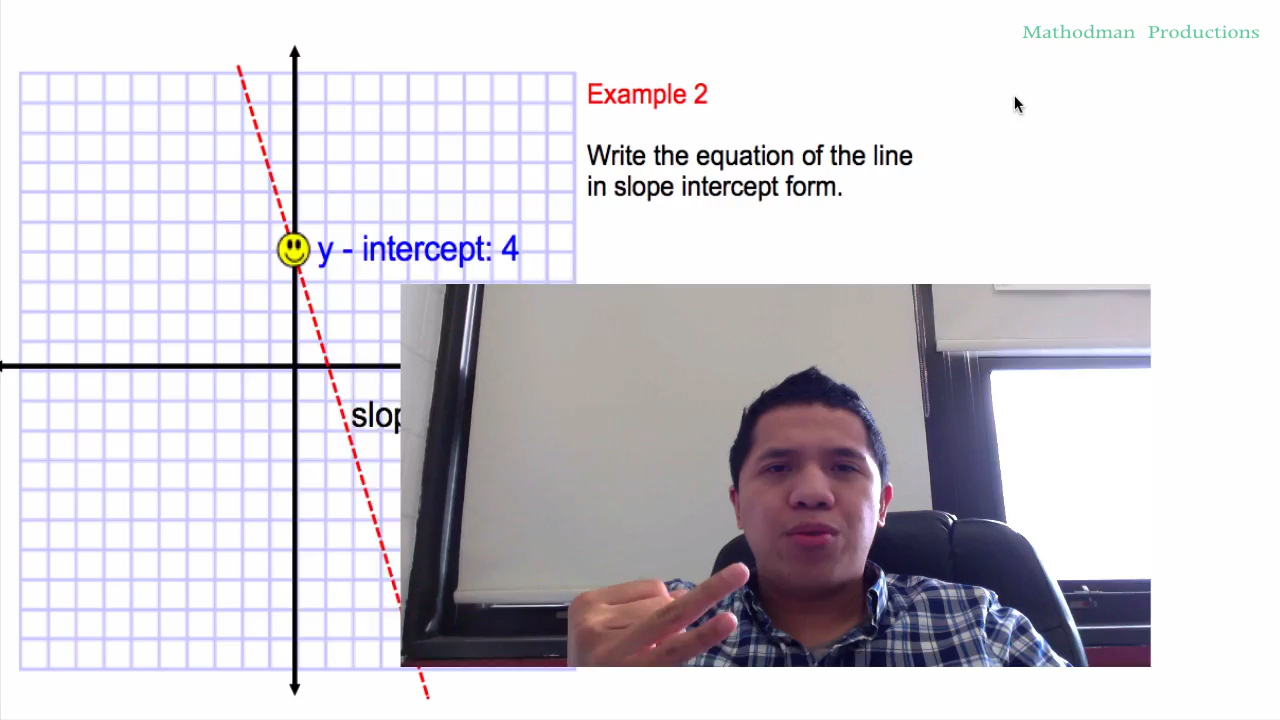 Mathodman Productions
Example 2
Write the equation of the line
in slope intercept form.
y - intercept: 4